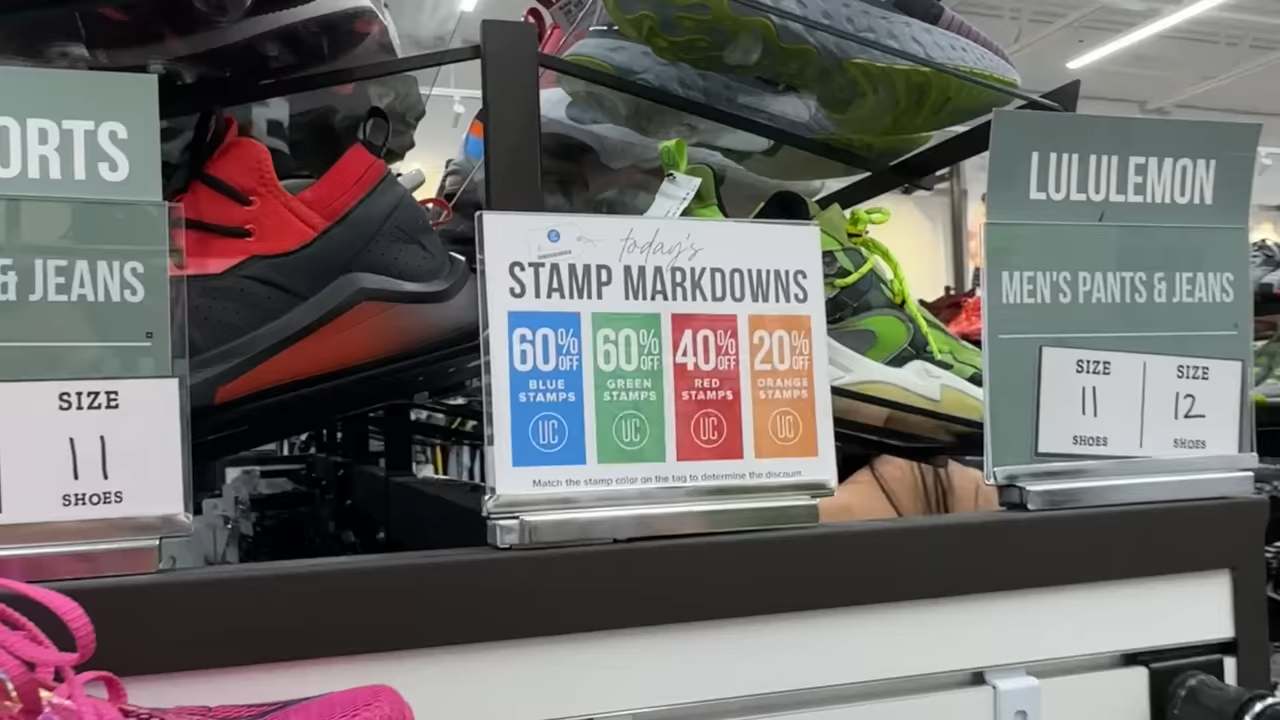 ORTS
& JEANS
SIZE
11
SHOES
today's
STAMP MARKDOWNS
60% OFF
BLUE
STAMPS
UC
60% OFF
GREEN
STAMPS
UC
40% OFF
RED
STAMPS
UC
20% OFF
ORANGE
STAMPS
UC
Match the stamp color on the tag to determine the discount.
LULULEMON
MEN'S PANTS & JEANS
SIZE
11
SHOES
SIZE
12
SHOES